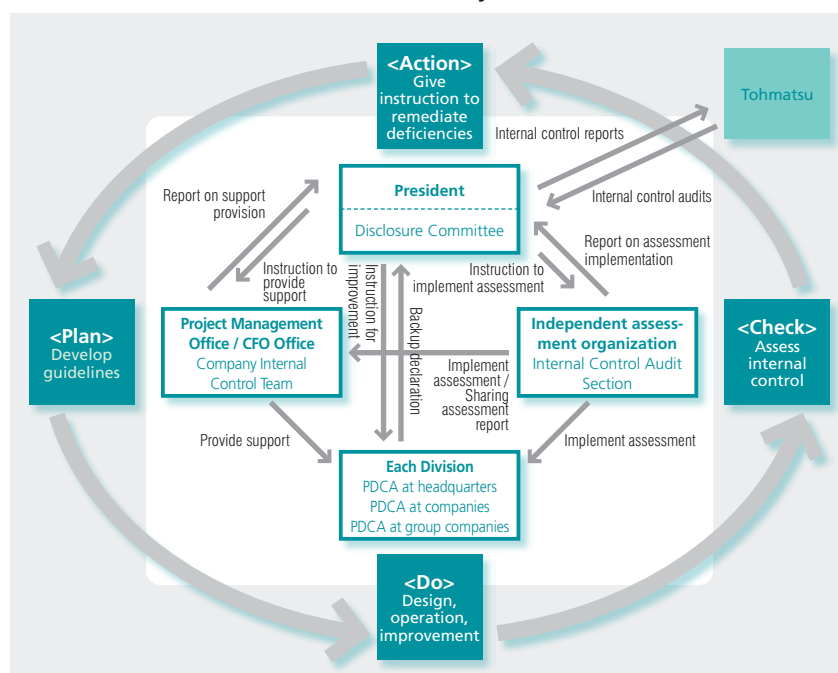 <Action>
Give
instruction to
remediate
deficiencies
Tohmatsu
Internal control reports
Internal control audits
Report on support
provision
President
Disclosure Committee
Report on assessment
implementation
Instruction to
provide
support
Instruction for
improvement
Backup declaration
Instruction to
implement assessment
<Plan>
Develop
guidelines
Project Management
Office / CFO Office
Company Internal
Control Team
Independent assess-
ment organization
Internal Control Audit
Section
<Check>
Assess
internal
control
Implement
assessment /
Sharing
assessment
report
Provide support
Implement assessment
Each Division
PDCA at headquarters
PDCA at companies
PDCA at group companies
<Do>
Design,
operation,
improvement